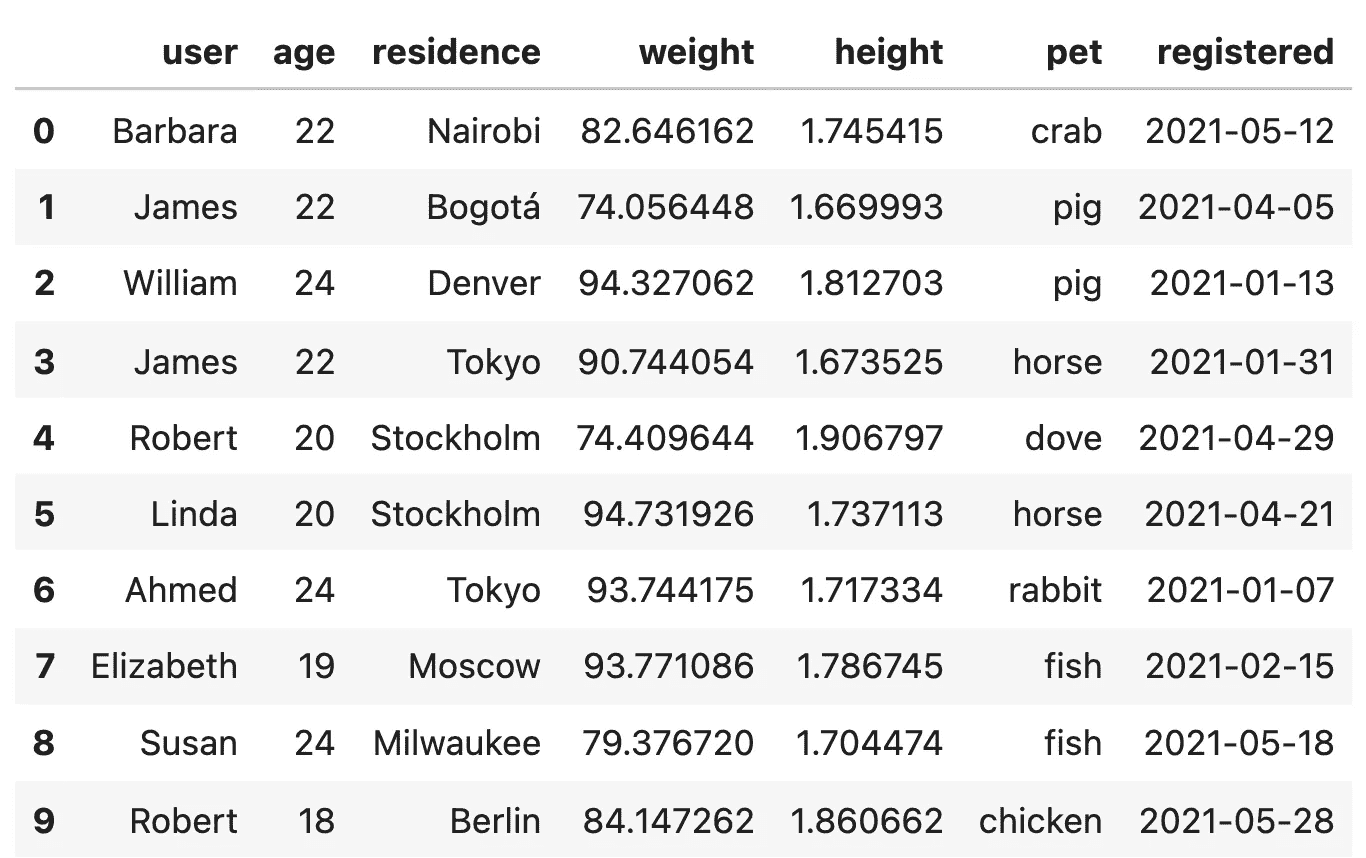 user age residence weight height pet registered
0 Barbara 22 Nairobi 82.646162 1.745415 crab 2021-05-12
1 James 22 Bogotá 74.056448 1.669993 pig 2021-04-05
2 William 24 Denver 94.327062 1.812703 pig 2021-01-13
3 James 22 Tokyo 90.744054 1.673525 horse 2021-01-31
4 Robert 20 Stockholm 74.409644 1.906797 dove 2021-04-29
5 Linda 20 Stockholm 94.731926 1.737113 horse 2021-04-21
6 Ahmed 24 Tokyo 93.744175 1.717334 rabbit 2021-01-07
7 Elizabeth 19 Moscow 93.771086 1.786745 fish 2021-02-15
8 Susan 24 Milwaukee 79.376720 1.704474 fish 2021-05-18
9 Robert 18 Berlin 84.147262 1.860662 chicken 2021-05-28